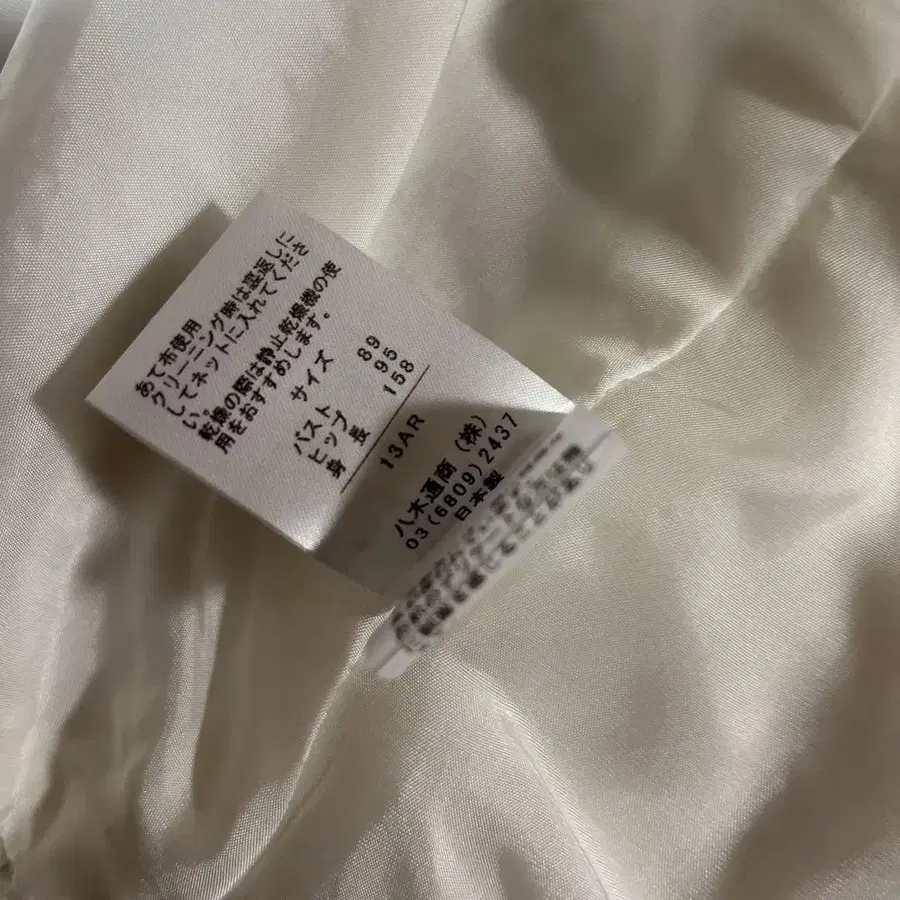 あて布使用
クリーニング時は裏返しに
してネットに入れてくださ
い。
乾燥の際は静止乾燥機の使
用をおすすめします。
サイズ
バスト 89
ヒップ 95
身長 158
13AR
八木通商(株)
03(6809)2437
日本製